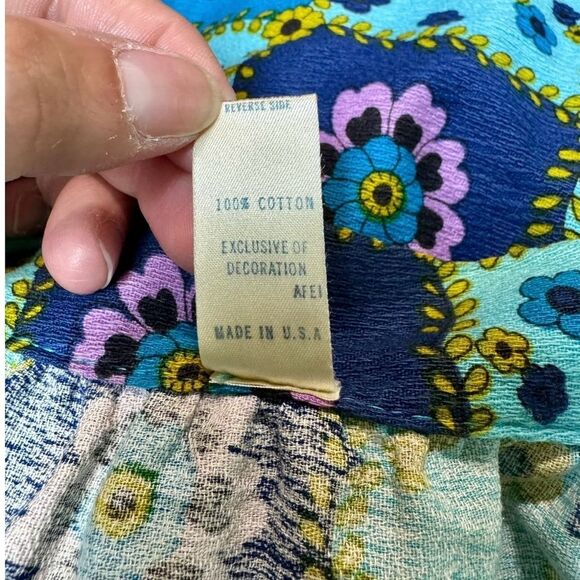 REVERSE SIDE
100% COTTON
EXCLUSIVE OF
DECORATION
AFEI
MADE IN U.S.A